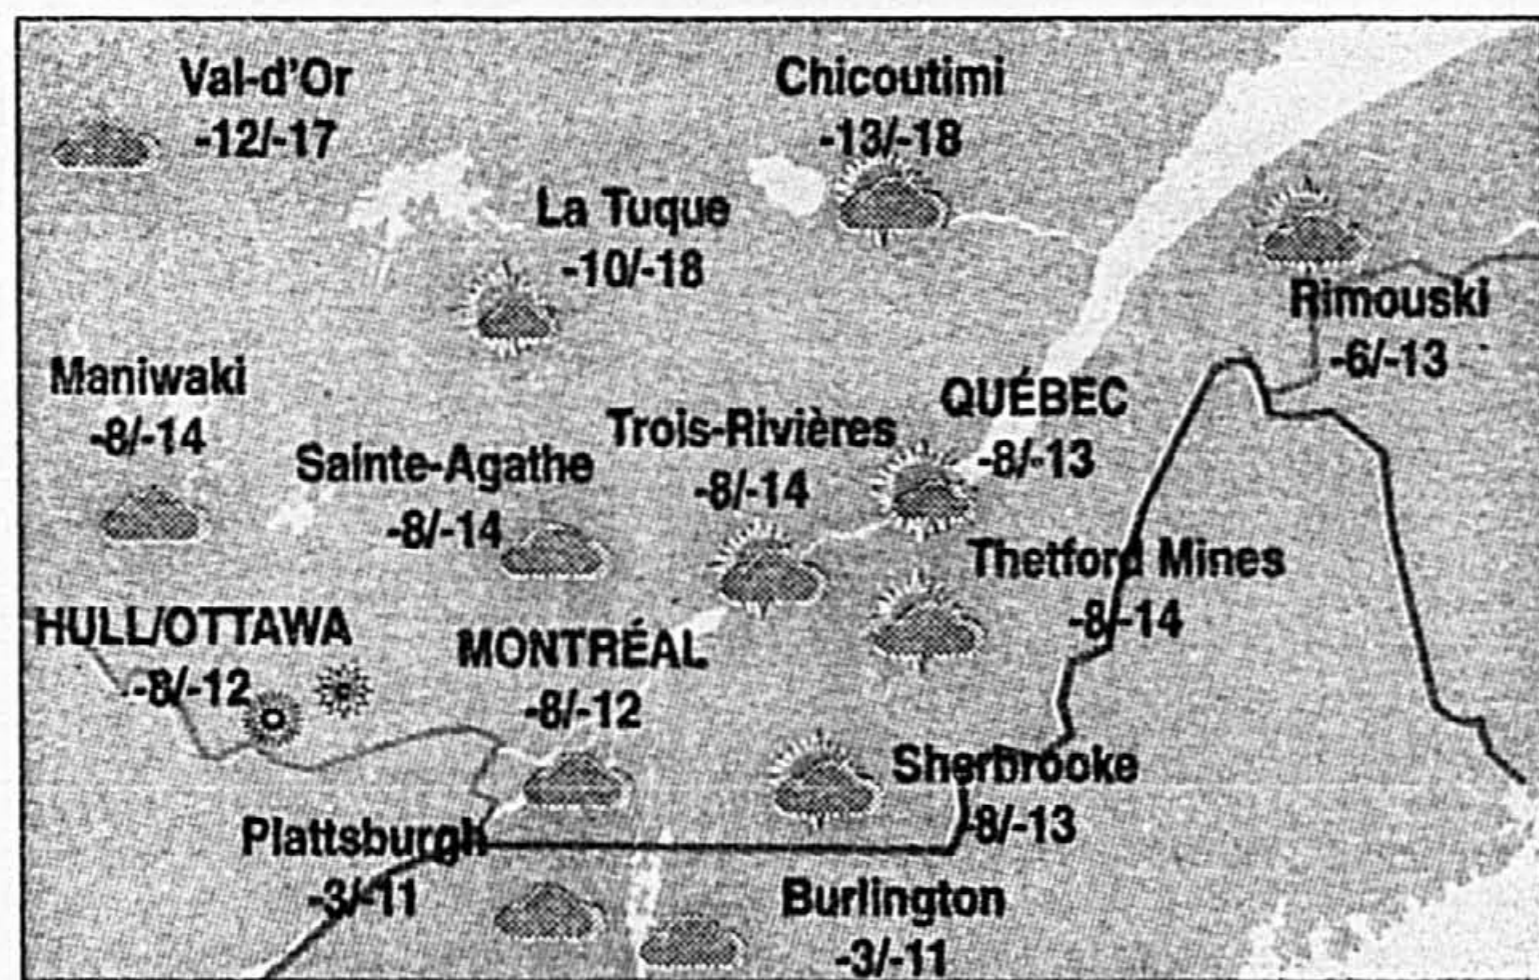 Val-d'Or
-12/-17
Chicoutimi
-13/-18
La Tuque
-10/-18
Rimouski
-6/-13
Maniwaki
-8/-14
QUÉBEC
-8/-13
Trois-Rivières
-8/-14
Sainte-Agathe
-8/-14
Thetford Mines
-8/-14
HULL/OTTAWA
-8/-12
MONTRÉAL
-8/-12
Sherbrooke
-8/-13
Plattsburgh
-3/-11
Burlington
-3/-11